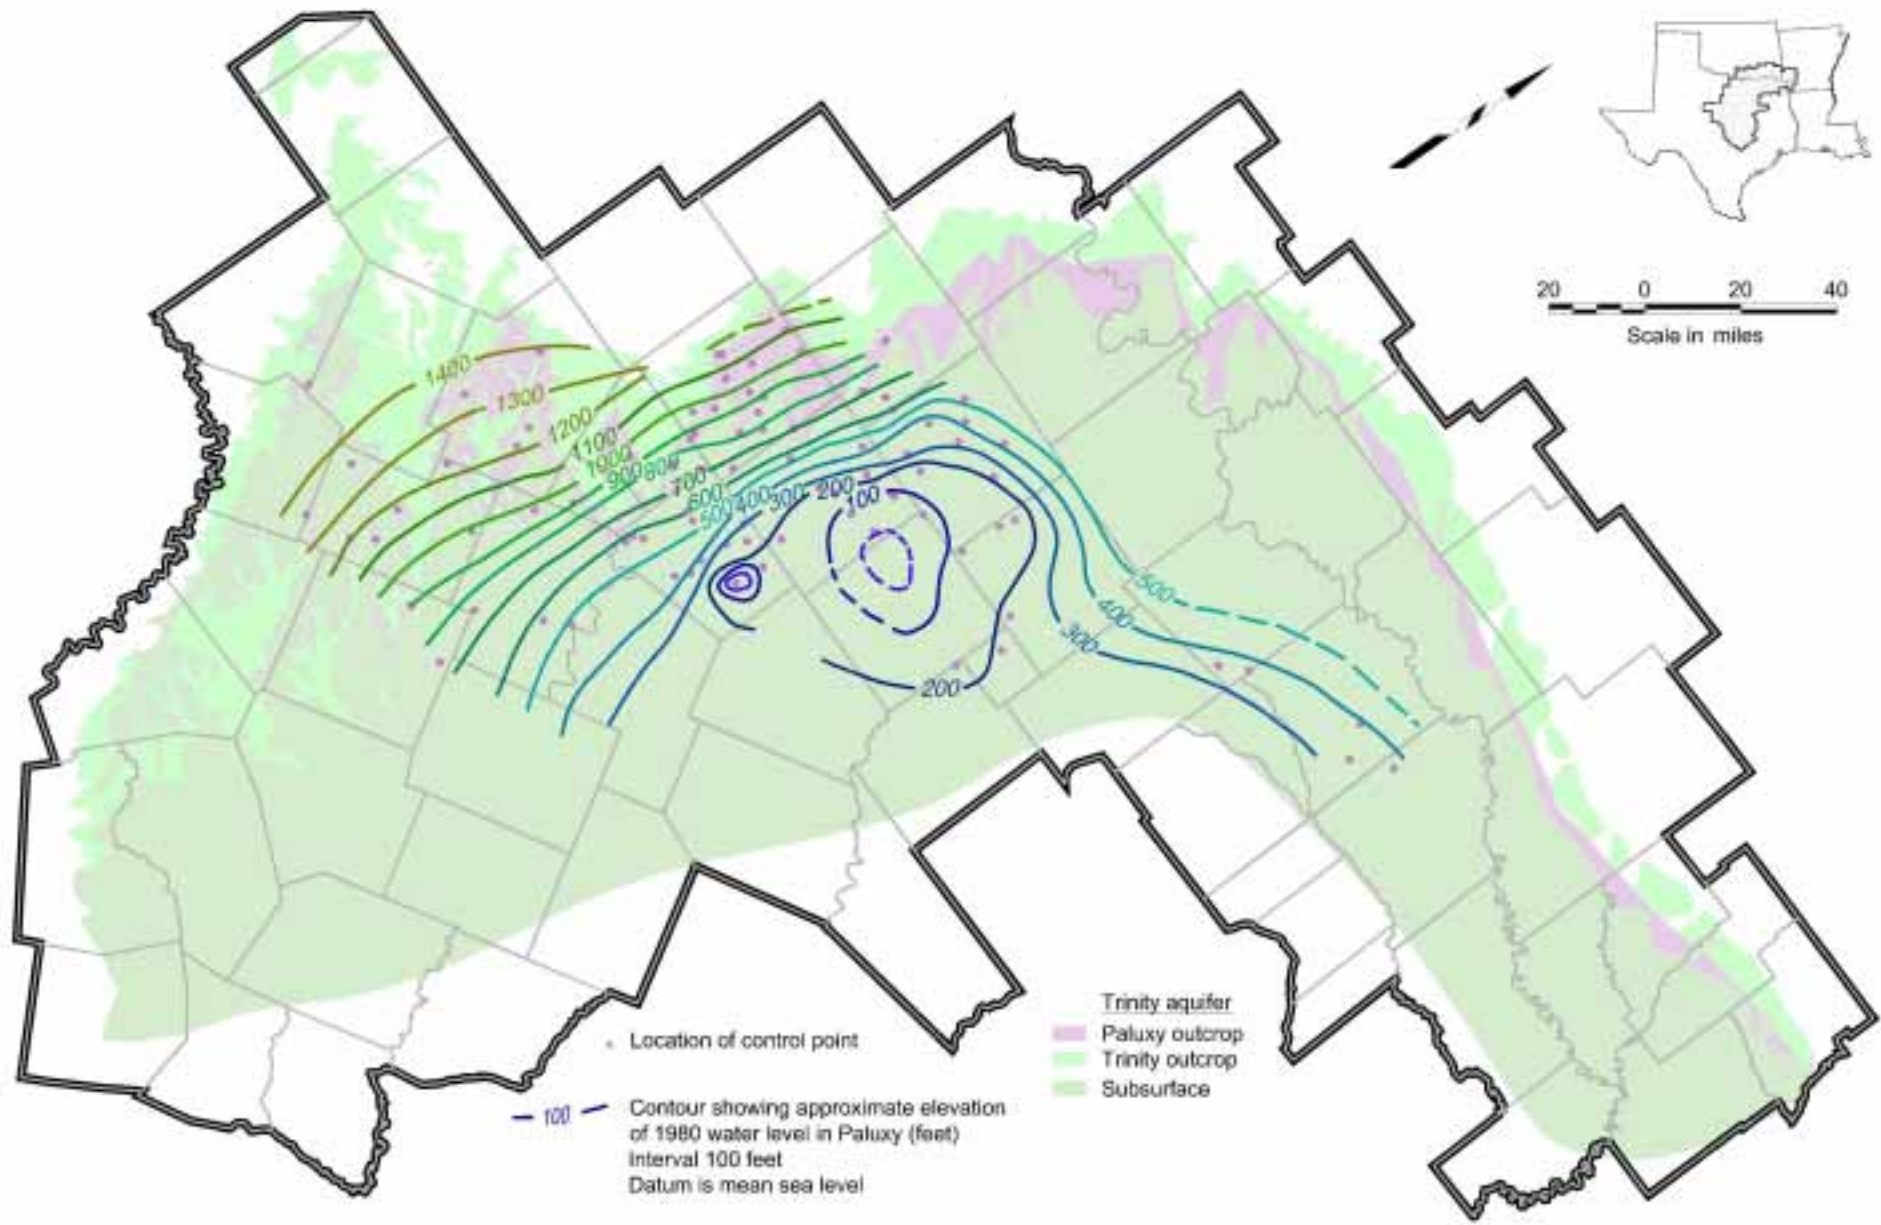 20 0 20 40
Scale in miles
1400
1300
1200
1100
1000
900
800
700
600
500
400
300
200
100
500
400
300
200
Location of control point
100
Contour showing approximate elevation
of 1980 water level in Paluxy (feet)
Interval 100 feet
Datum is mean sea level
Trinity aquifer
Paluxy outcrop
Trinity outcrop
Subsurface